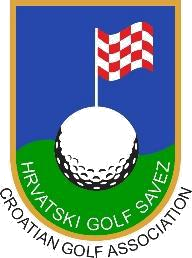 HRVATSKI GOLF SAVEZ
CROATIAN GOLF ASSOCIATION